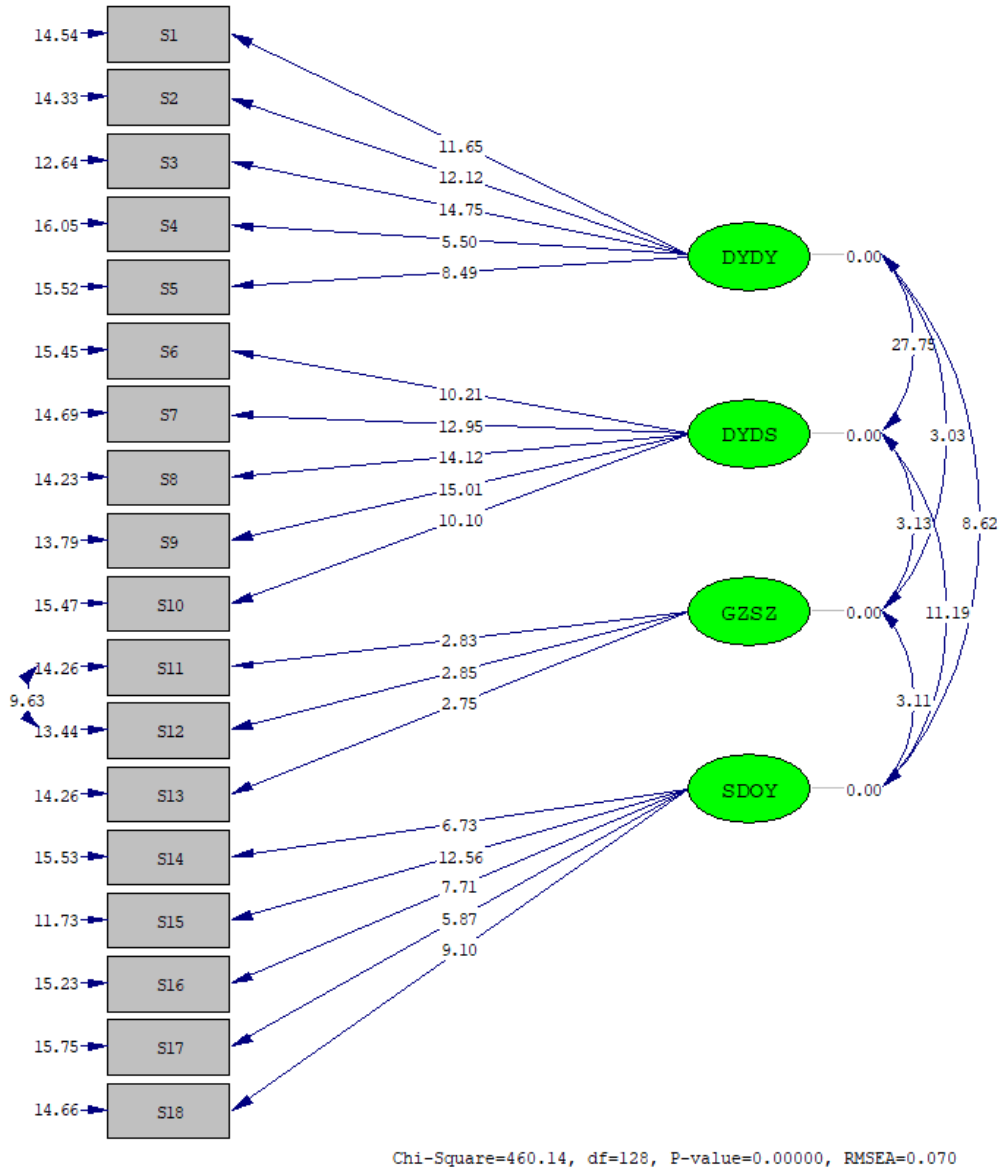 14.54 S1
14.33 S2
11.65
12.64 S3
12.12
14.75
16.05 S4
5.50
DYDY 0.00
15.52 S5
8.49
15.45 S6
27.75
10.21
14.69 S7
12.95
DYDS 0.00
3.03
14.12
14.23 S8
15.01
10.10
3.13
8.62
13.79 S9
15.47 S10
GZSZ 0.00
11.19
2.83
14.26 S11
2.85
9.63
2.75
3.11
13.44 S12
14.26 S13
SDOY 0.00
6.73
15.53 S14
12.56
7.71
11.73 S15
5.87
9.10
15.23 S16
15.75 S17
14.66 S18
Chi-Square=460.14, df=128, P-value=0.00000, RMSEA=0.070